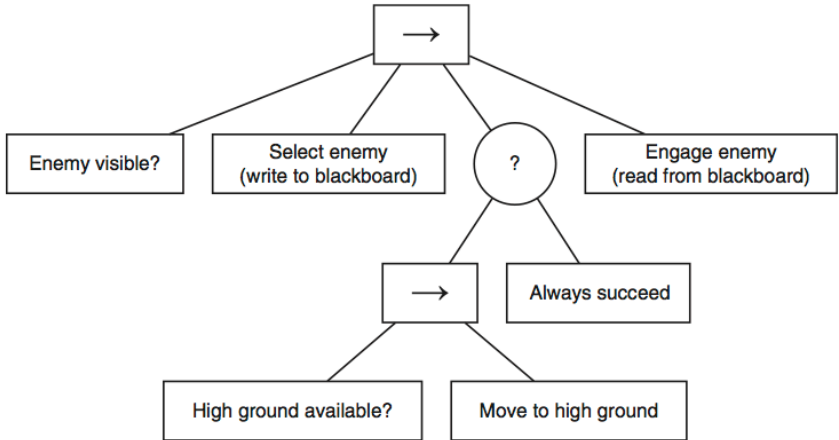 →
Enemy visible?
Select enemy
(write to blackboard)
?
Engage enemy
(read from blackboard)
→
Always succeed
High ground available?
Move to high ground